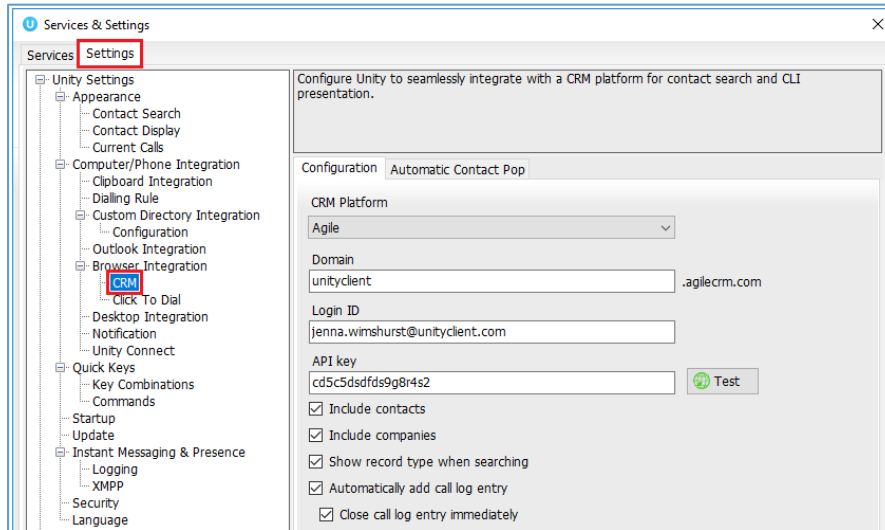 Services & Settings
Services Settings
Unity Settings
Appearance
Contact Search
Contact Display
Current Calls
Computer/Phone Integration
Clipboard Integration
Dialling Rule
Custom Directory Integration
Configuration
Outlook Integration
Browser Integration
CRM
Click To Dial
Desktop Integration
Notification
Unity Connect
Quick Keys
Key Combinations
Commands
Startup
Update
Instant Messaging & Presence
Logging
XMPP
Security
Language
Configure Unity to seamlessly integrate with a CRM platform for contact search and CLI
presentation.
Configuration Automatic Contact Pop
CRM Platform
Agile
Domain
unityclient .agilecrm.com
Login ID
jenna.wimshurst@unityclient.com
API key
cd5c5dsdfds9g8r4s2 Test
Include contacts
Include companies
Show record type when searching
Automatically add call log entry
Close call log entry immediately